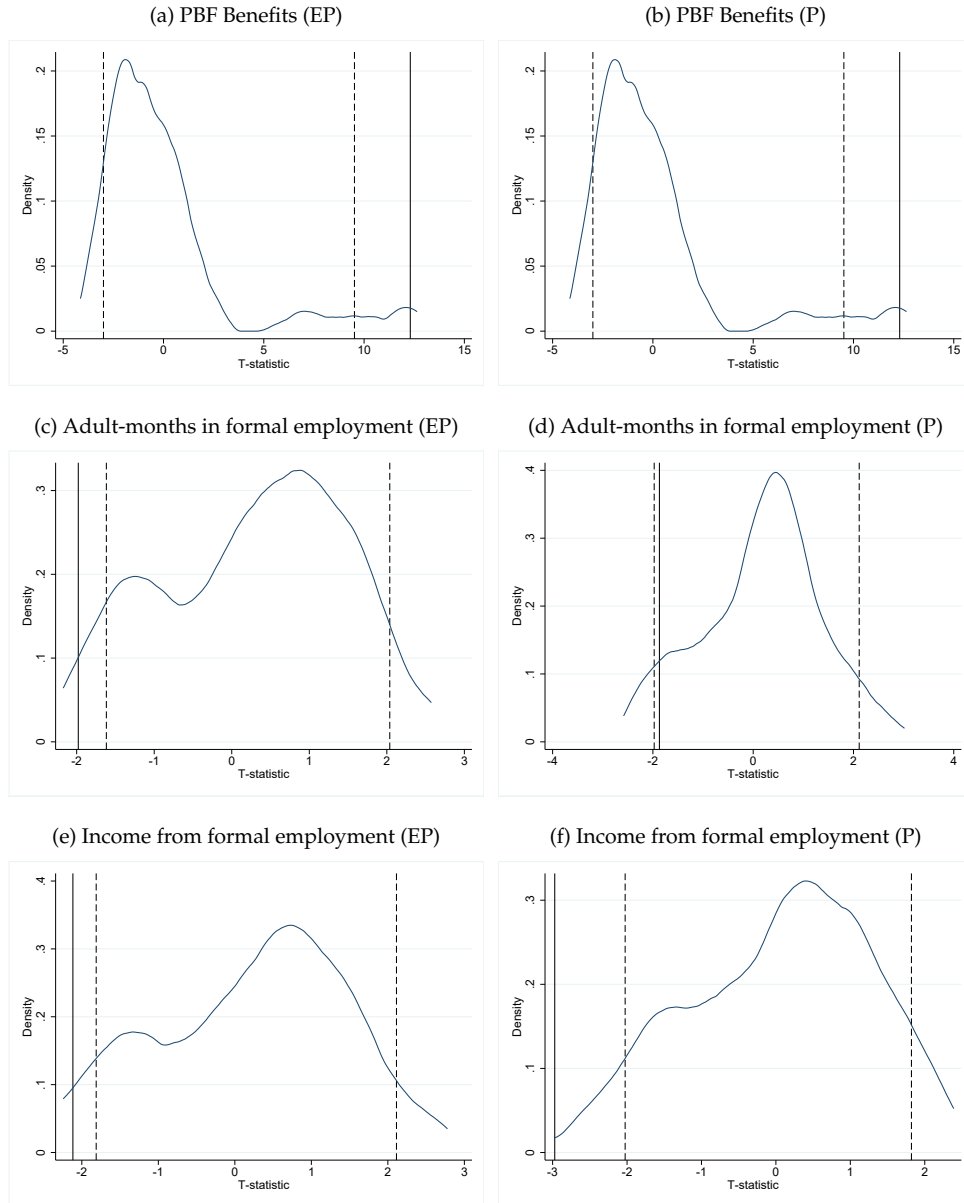 (a) PBF Benefits (EP)
.2
.15
.1
.05
0
Density
-5 0 5 10 15
T-statistic
(b) PBF Benefits (P)
.2
.15
.1
.05
0
Density
-5 0 5 10 15
T-statistic
(c) Adult-months in formal employment (EP)
.3
.2
.1
0
Density
-2 -1 0 1 2 3
T-statistic
(d) Adult-months in formal employment (P)
.4
.3
.2
.1
0
Density
-4 -2 0 2 4
T-statistic
(e) Income from formal employment (EP)
.4
.3
.2
.1
0
Density
-2 -1 0 1 2 3
T-statistic
(f) Income from formal employment (P)
.3
.2
.1
0
Density
-3 -2 -1 0 1 2
T-statistic